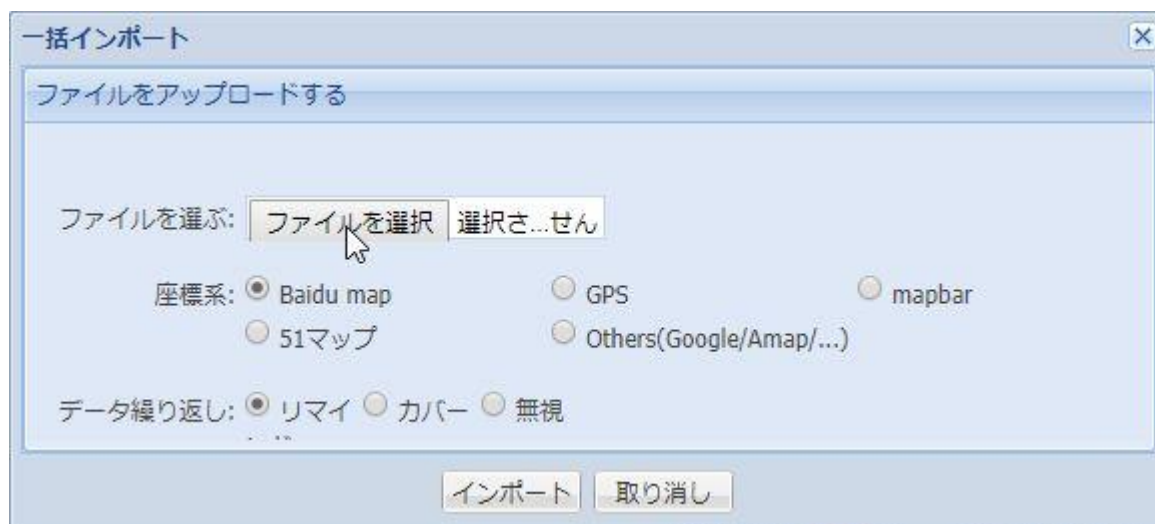 一括インポート
ファイルをアップロードする
ファイルを選ぶ: ファイルを選択 選択さ...せん
座標系: Baidu map GPS mapbar
51マップ Others(Google/Amap/...)
データ繰り返し: リマイ カバー 無視
インポート 取り消し